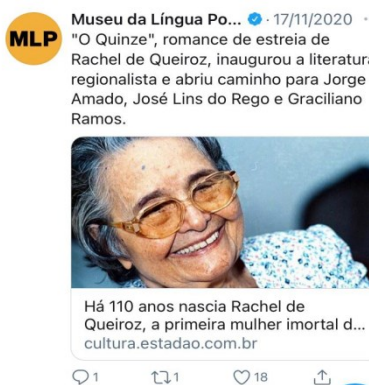 MLP
Museu da Língua Po... · 17/11/2020 ·
"O Quinze", romance de estreia de
Rachel de Queiroz, inaugurou a literatura
regionalista e abriu caminho para Jorge
Amado, José Lins do Rego e Graciliano
Ramos.
Há 110 anos nascia Rachel de
Queiroz, a primeira mulher imortal d...
cultura.estadao.com.br
1 1 18